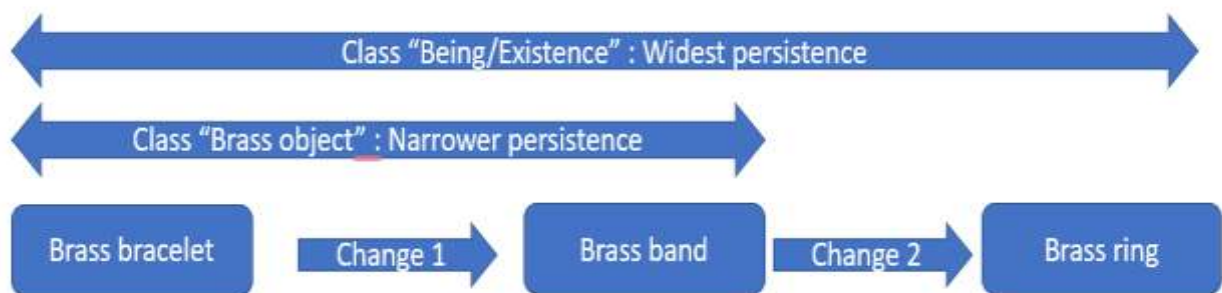 Class “Being/Existence” : Widest persistence
Class “Brass object” : Narrower persistence
Brass bracelet
Change 1
Brass band
Change 2
Brass ring